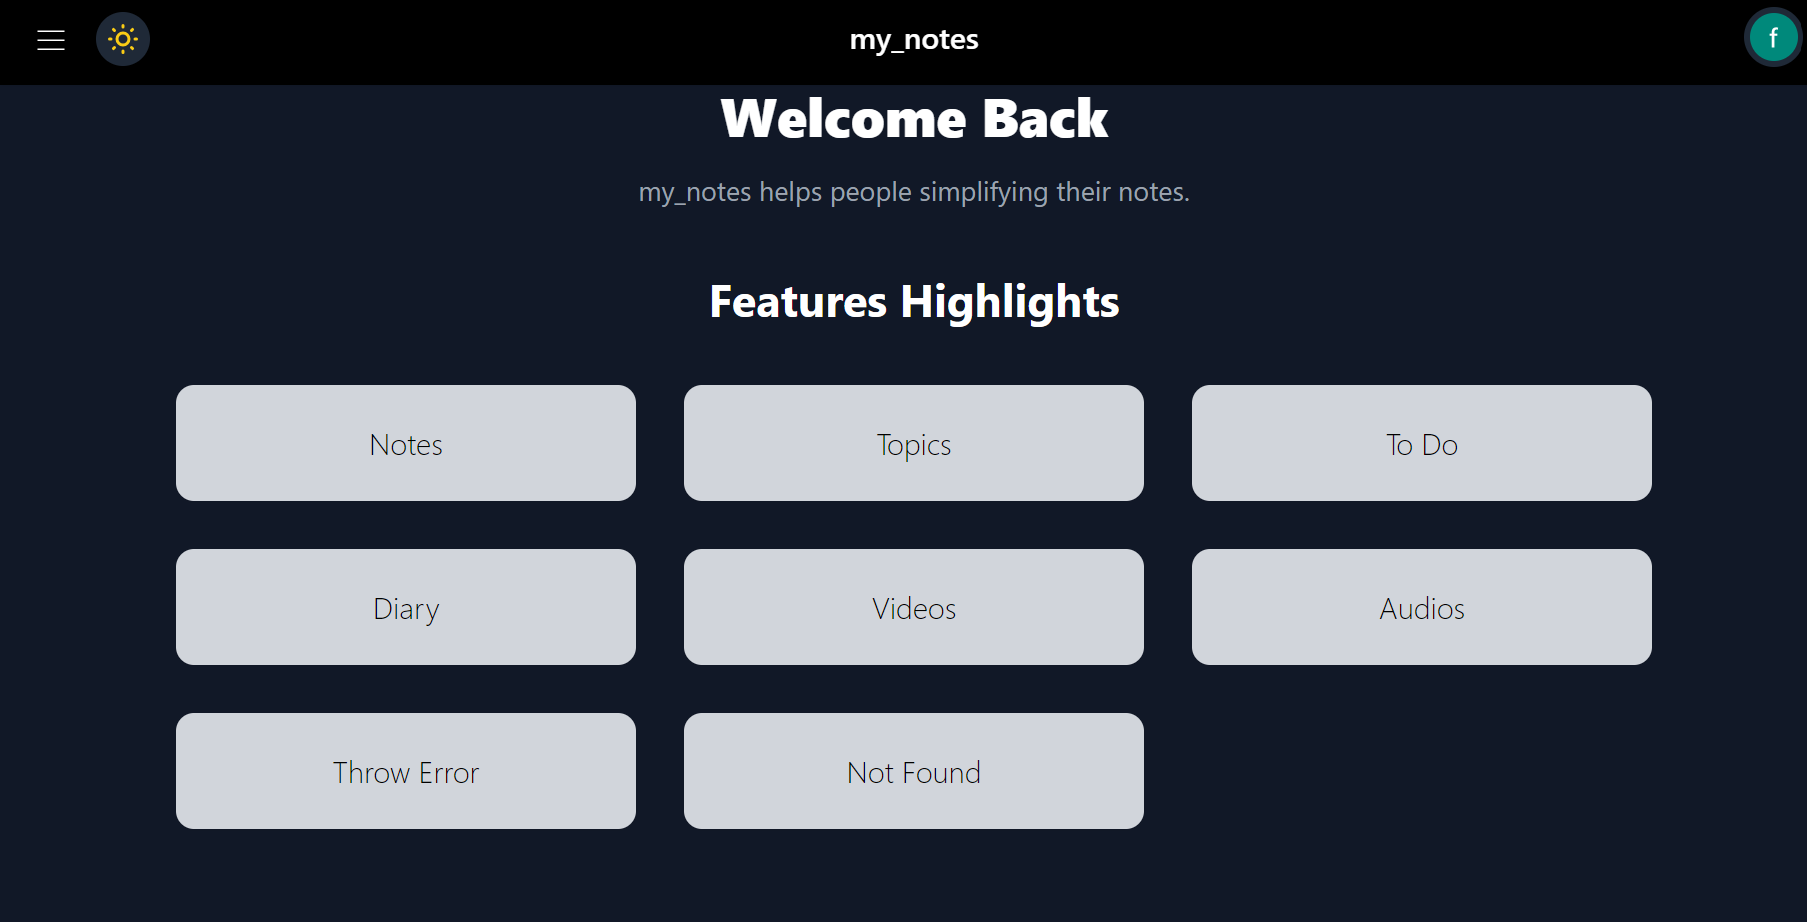 my_notes
f
Welcome Back
my_notes helps people simplifying their notes.
Features Highlights
Notes
Topics
To Do
Diary
Videos
Audios
Throw Error
Not Found